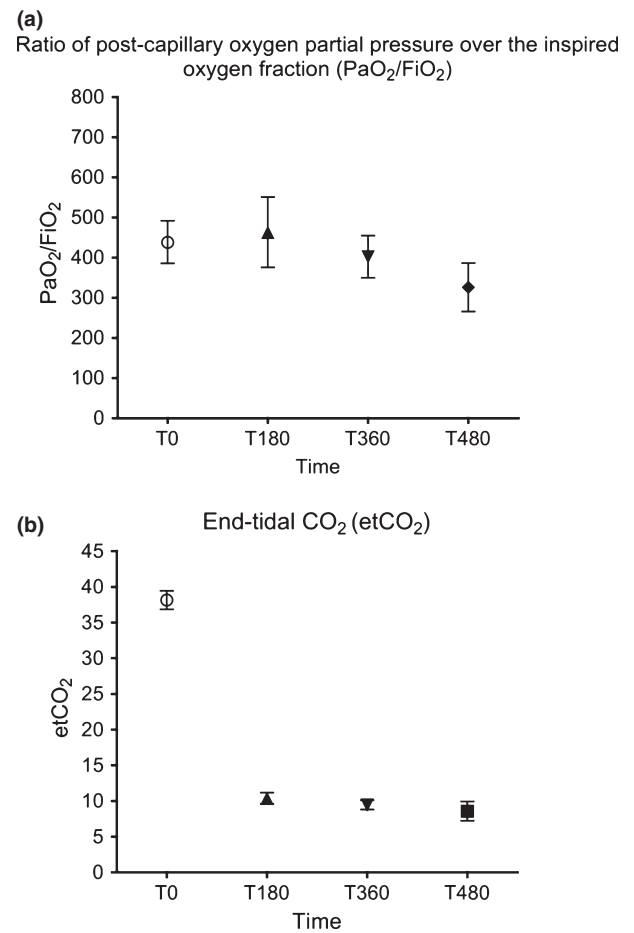 (a)
Ratio of post-capillary oxygen partial pressure over the inspired
oxygen fraction (PaO₂/FiO₂)
800
700
600
500
400
300
200
100
0
PaO₂/FiO₂
T0 T180 T360 T480
Time
(b)
End-tidal CO₂ (etCO₂)
45
40
35
30
25
20
15
10
5
0
etCO₂
T0 T180 T360 T480
Time